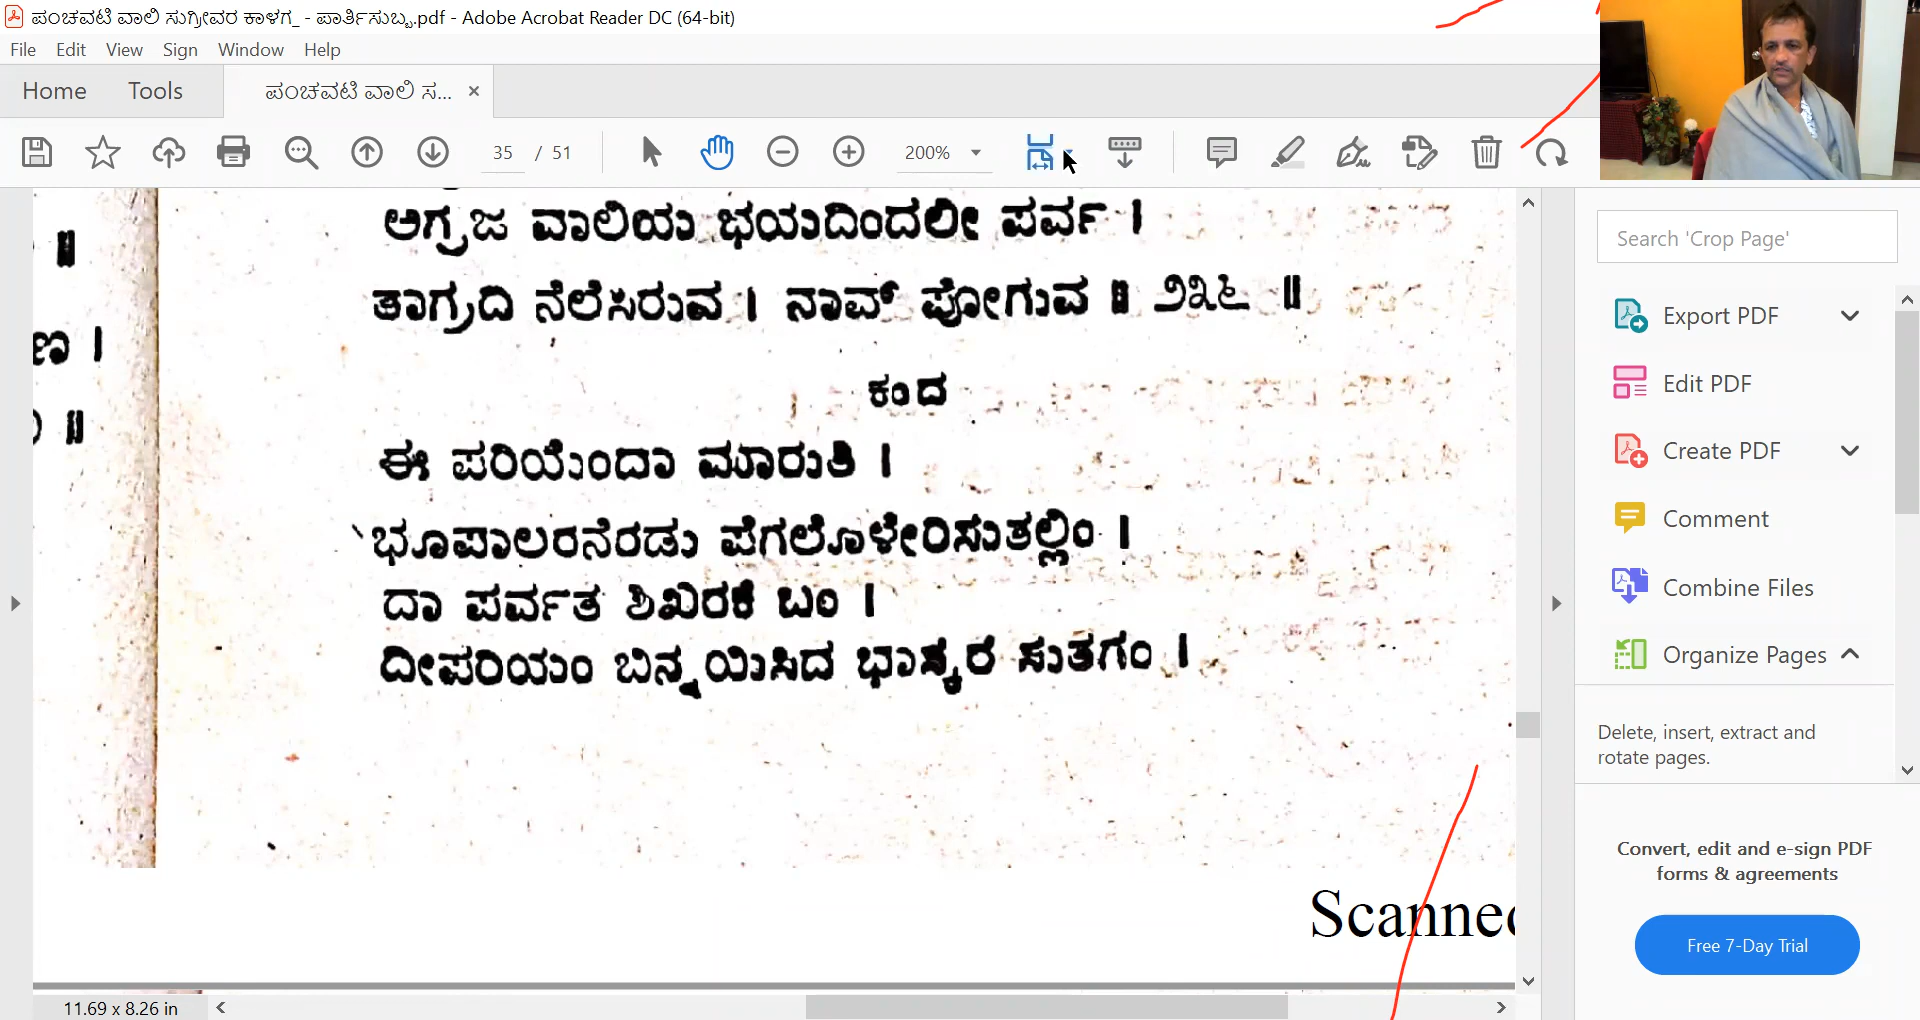 ಪಂಚವಟಿ ವಾಲಿ ಸುಗ್ರೀವರ ಕಾಳಗ_ - ಪಾರ್ತಿಸುಬ್ಬ.pdf - Adobe Acrobat Reader DC (64-bit)
File Edit View Sign Window Help
Home Tools ಪಂಚವಟಿ ವಾಲಿ ಸ... ×
35 / 51 200%
ಅಗ್ರಜ ವಾಲಿಯಾ ಭಯದಿಂದಲೀ ಪರ್ವ ।
ತಾಗ್ರದಿ ನೆಲೆಸಿರುವ । ನಾವ್ ಪೋಗುವ ॥ ೨೩೬ ॥
ಣ ।
ಕಂದ
ಈ ಪರಿಯೆಂದಾ ಮಾರುತಿ ।
ಭೂಪಾಲರನೆರಡು ಪೆಗಲೊಳೇರಿಸುತಲ್ಲಿಂ ।
ದಾ ಪರ್ವತ ಶಿಖರಕೆ ಬಂ ।
ದೀಪರಿಯಂ ಬಿನ್ನಯಿಸಿದ ಭಾಸ್ಕರ ಸುತಗಂ ।
Scanned
11.69 x 8.26 in
Search 'Crop Page'
Export PDF
Edit PDF
Create PDF
Comment
Combine Files
Organize Pages
Delete, insert, extract and
rotate pages.
Convert, edit and e-sign PDF
forms & agreements
Free 7-Day Trial